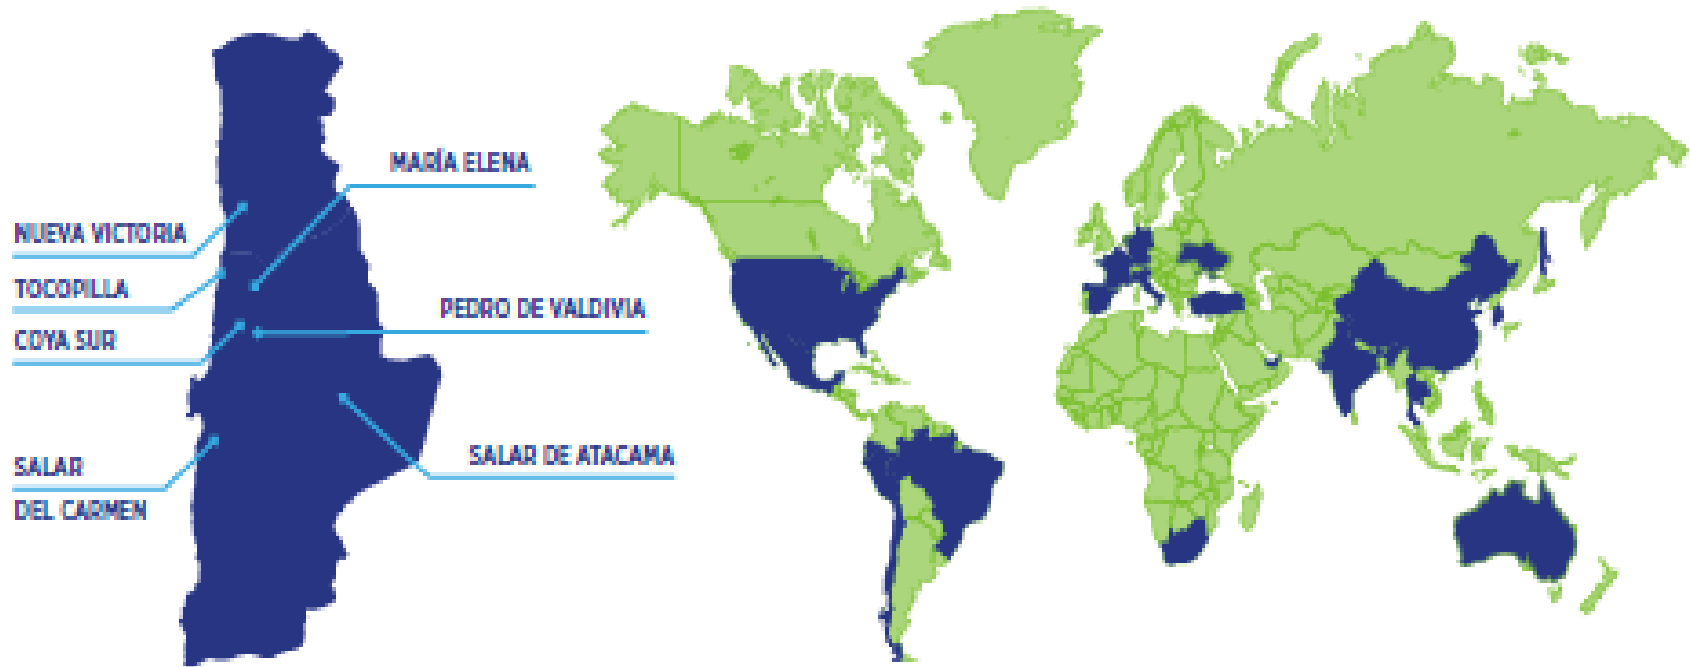 MARÍA ELENA
NUEVA VICTORIA
TOCOPILLA
PEDRO DE VALDIVIA
COYA SUR
SALAR DE ATACAMA
SALAR
DEL CARMEN